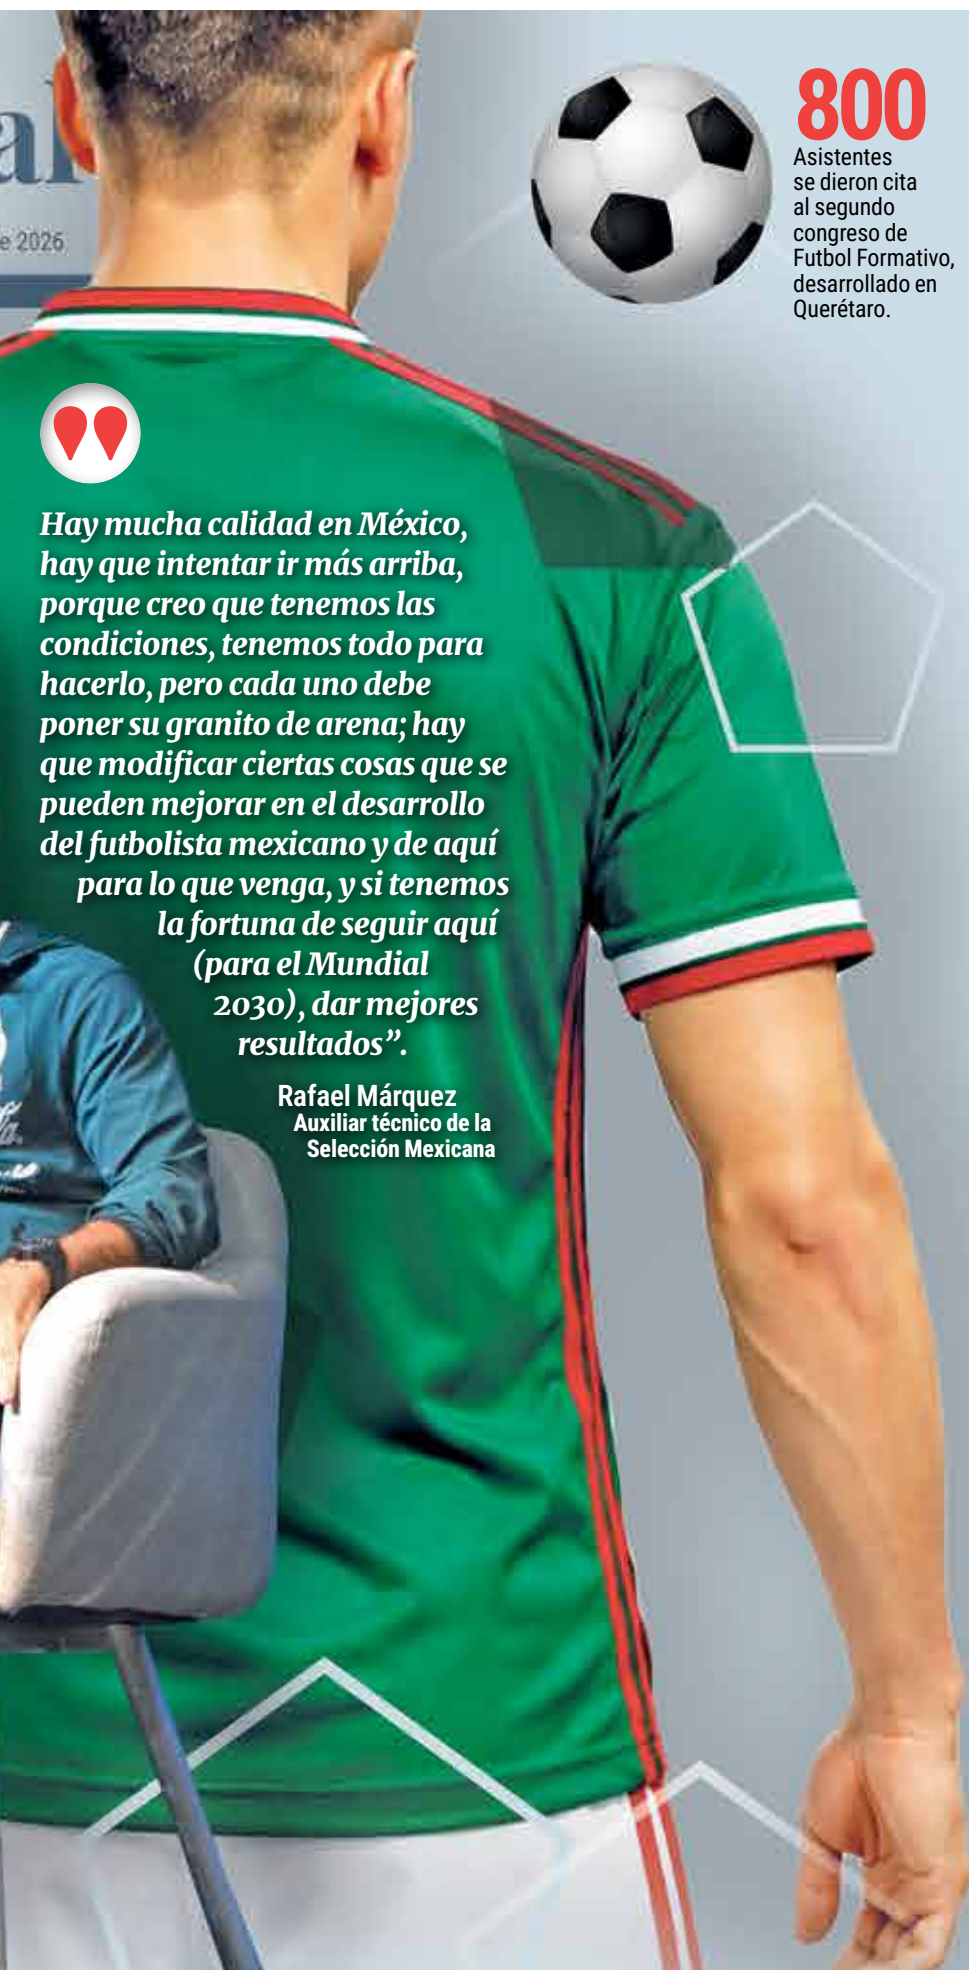 800
Asistentes
se dieron cita
al segundo
congreso de
Futbol Formativo,
desarrollado en
Querétaro.
e 2026
Hay mucha calidad en México,
hay que intentar ir más arriba,
porque creo que tenemos las
condiciones, tenemos todo para
hacerlo, pero cada uno debe
poner su granito de arena; hay
que modificar ciertas cosas que se
pueden mejorar en el desarrollo
del futbolista mexicano y de aquí
para lo que venga, y si tenemos
la fortuna de seguir aquí
(para el Mundial
2030), dar mejores
resultados”.
Rafael Márquez
Auxiliar técnico de la
Selección Mexicana